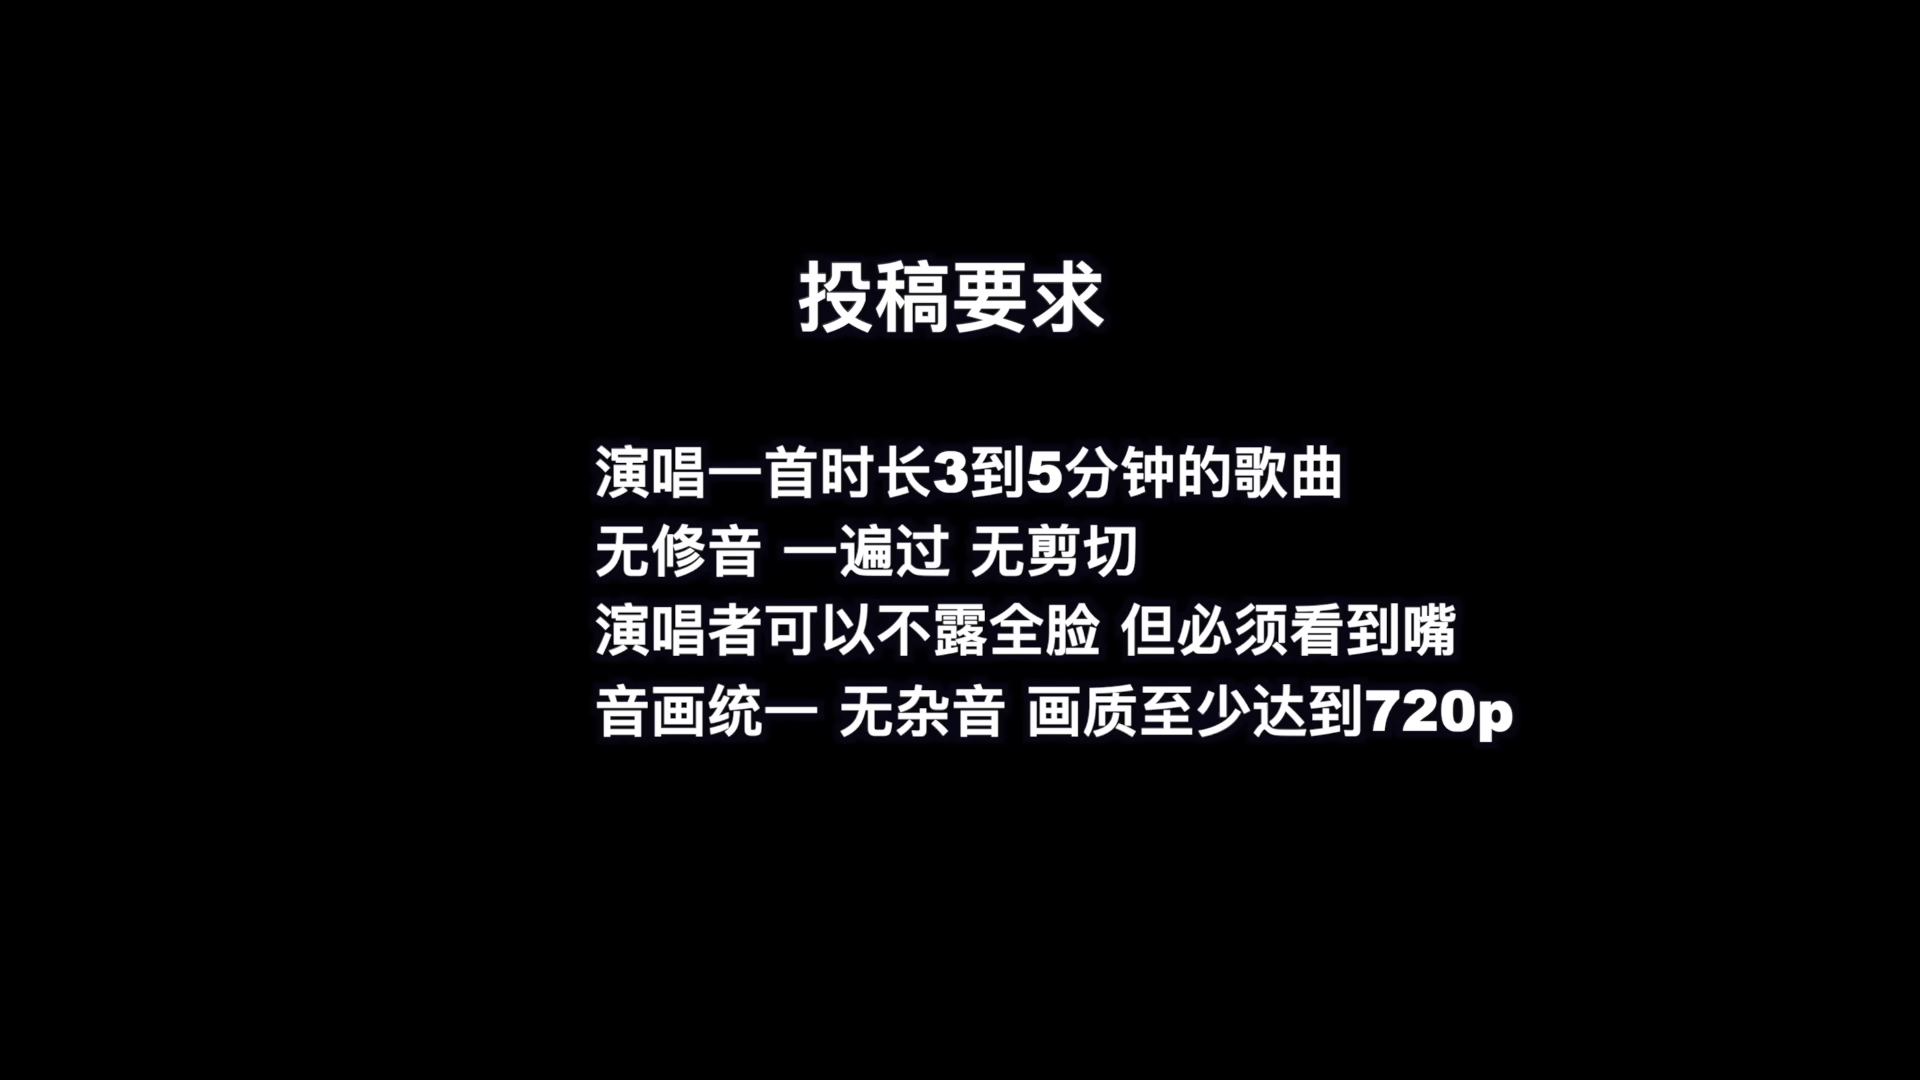 投稿要求
演唱一首时长3到5分钟的歌曲
无修音 一遍过 无剪切
演唱者可以不露全脸 但必须看到嘴
音画统一 无杂音 画质至少达到720p